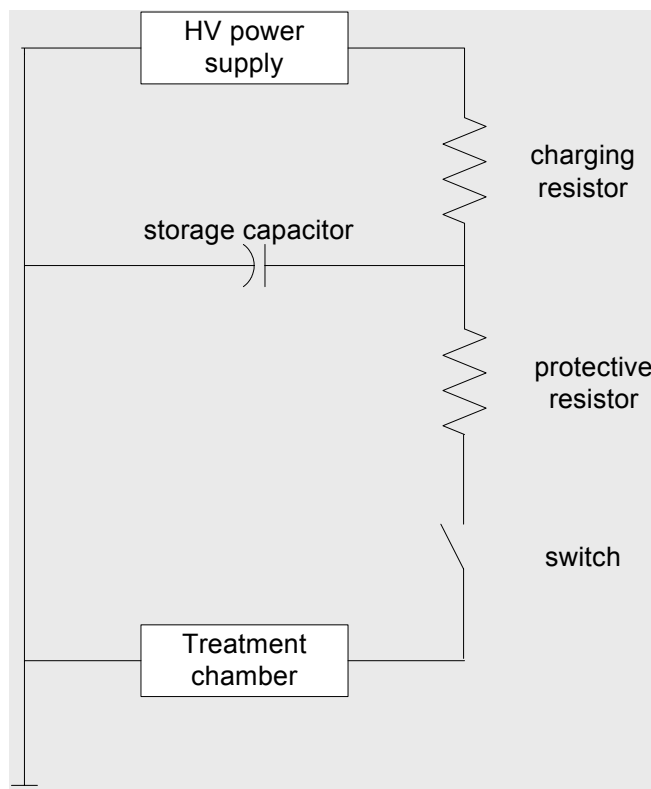 HV power
supply
charging
resistor
storage capacitor
protective
resistor
switch
Treatment
chamber